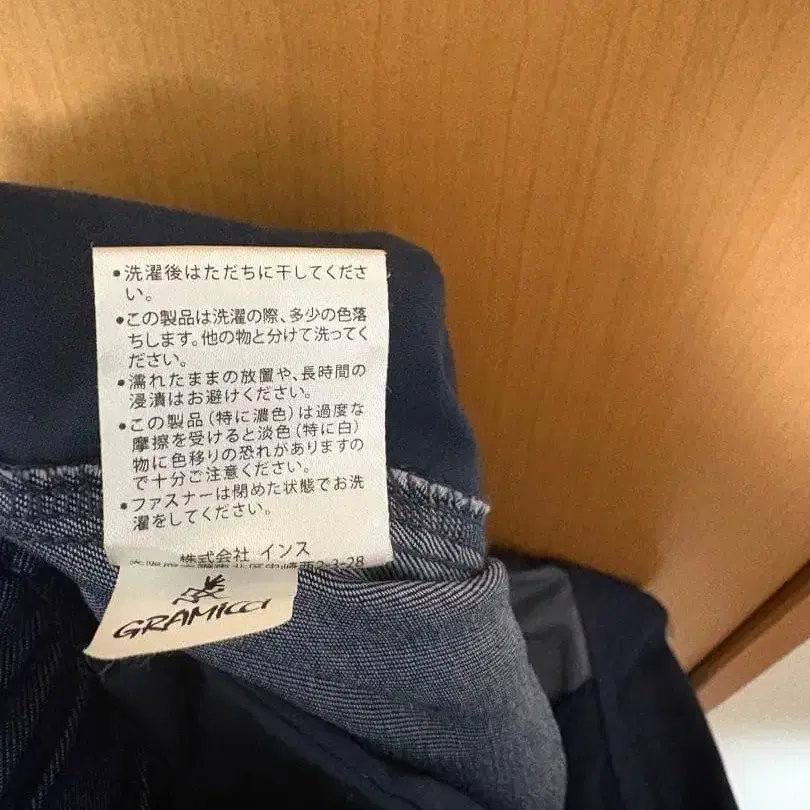 •洗濯後はただちに干してくださ
い。
•この製品は洗濯の際、多少の色落
ちします。他の物と分けて洗ってく
ださい。
•濡れたままの放置や、長時間の
浸漬はお避けください。
•この製品(特に濃色)は過度な
摩擦を受けると淡色(特に白)
物に色移りの恐れがありますの
で十分ご注意ください。
•ファスナーは閉めた状態でお洗
濯をしてください。
株式会社 インス
GRAMICCI